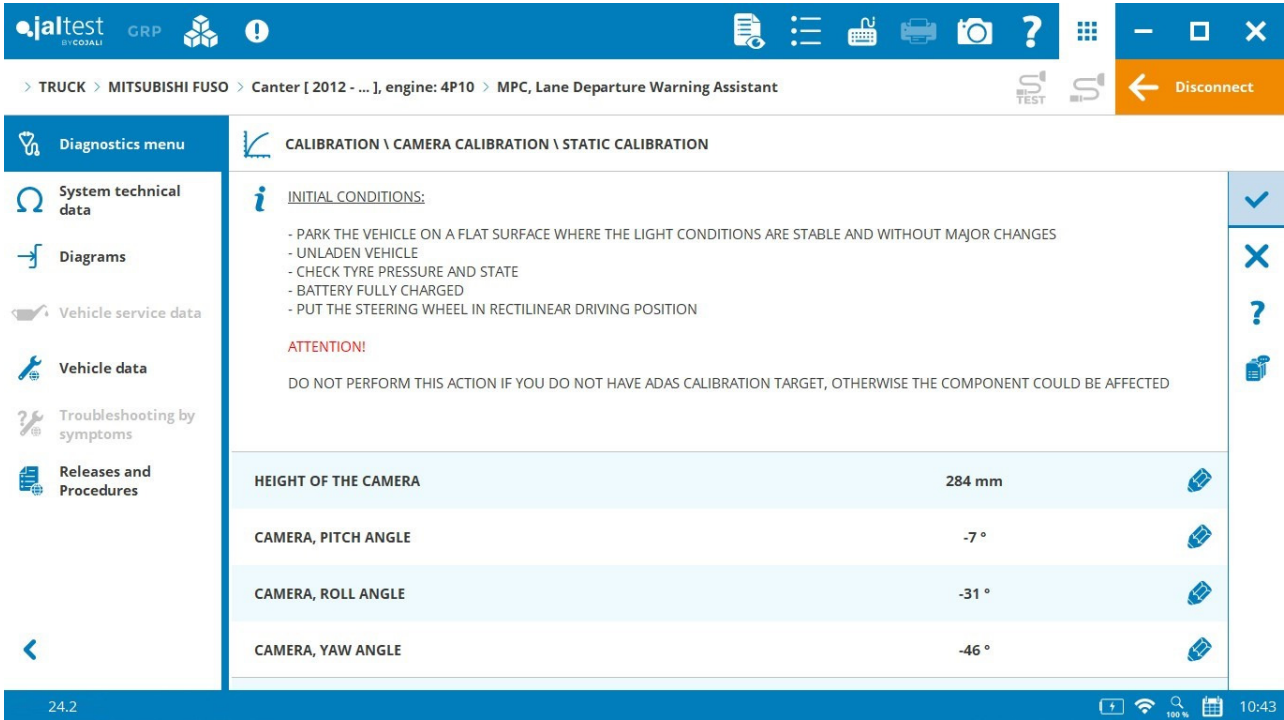 jaltest GRP
BY COJALI
> TRUCK > MITSUBISHI FUSO > Canter [ 2012 - ... ], engine: 4P10 > MPC, Lane Departure Warning Assistant
TEST
Disconnect
Diagnostics menu
System technical
data
Diagrams
Vehicle service data
Vehicle data
Troubleshooting by
symptoms
Releases and
Procedures
CALIBRATION \ CAMERA CALIBRATION \ STATIC CALIBRATION
INITIAL CONDITIONS:
- PARK THE VEHICLE ON A FLAT SURFACE WHERE THE LIGHT CONDITIONS ARE STABLE AND WITHOUT MAJOR CHANGES
- UNLADEN VEHICLE
- CHECK TYRE PRESSURE AND STATE
- BATTERY FULLY CHARGED
- PUT THE STEERING WHEEL IN RECTILINEAR DRIVING POSITION
ATTENTION!
DO NOT PERFORM THIS ACTION IF YOU DO NOT HAVE ADAS CALIBRATION TARGET, OTHERWISE THE COMPONENT COULD BE AFFECTED
HEIGHT OF THE CAMERA 284 mm
CAMERA, PITCH ANGLE -7 °
CAMERA, ROLL ANGLE -31 °
CAMERA, YAW ANGLE -46 °
24.2
100 %
10:43